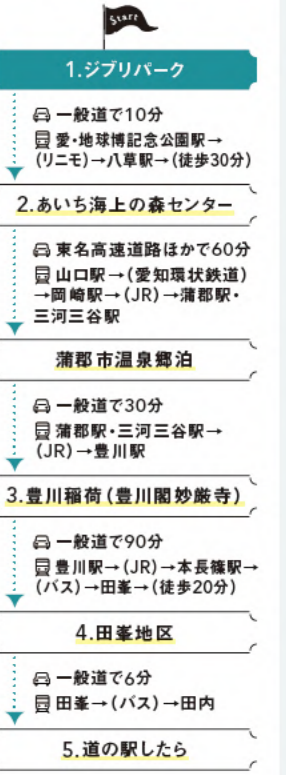 Start
1.ジブリパーク
一般道で10分
愛・地球博記念公園駅→
(リニモ)→八草駅→(徒歩30分)
2.あいち海上の森センター
東名高速道路ほかで60分
山口駅→(愛知環状鉄道)
→岡崎駅→(JR)→蒲郡駅・
三河三谷駅
蒲郡市温泉郷泊
一般道で30分
蒲郡駅・三河三谷駅→
(JR)→豊川駅
3.豊川稲荷(豊川閣妙厳寺)
一般道で90分
豊川駅→(JR)→本長篠駅→
(バス)→田峯→(徒歩20分)
4.田峯地区
一般道で6分
田峯→(バス)→田内
5.道の駅したら